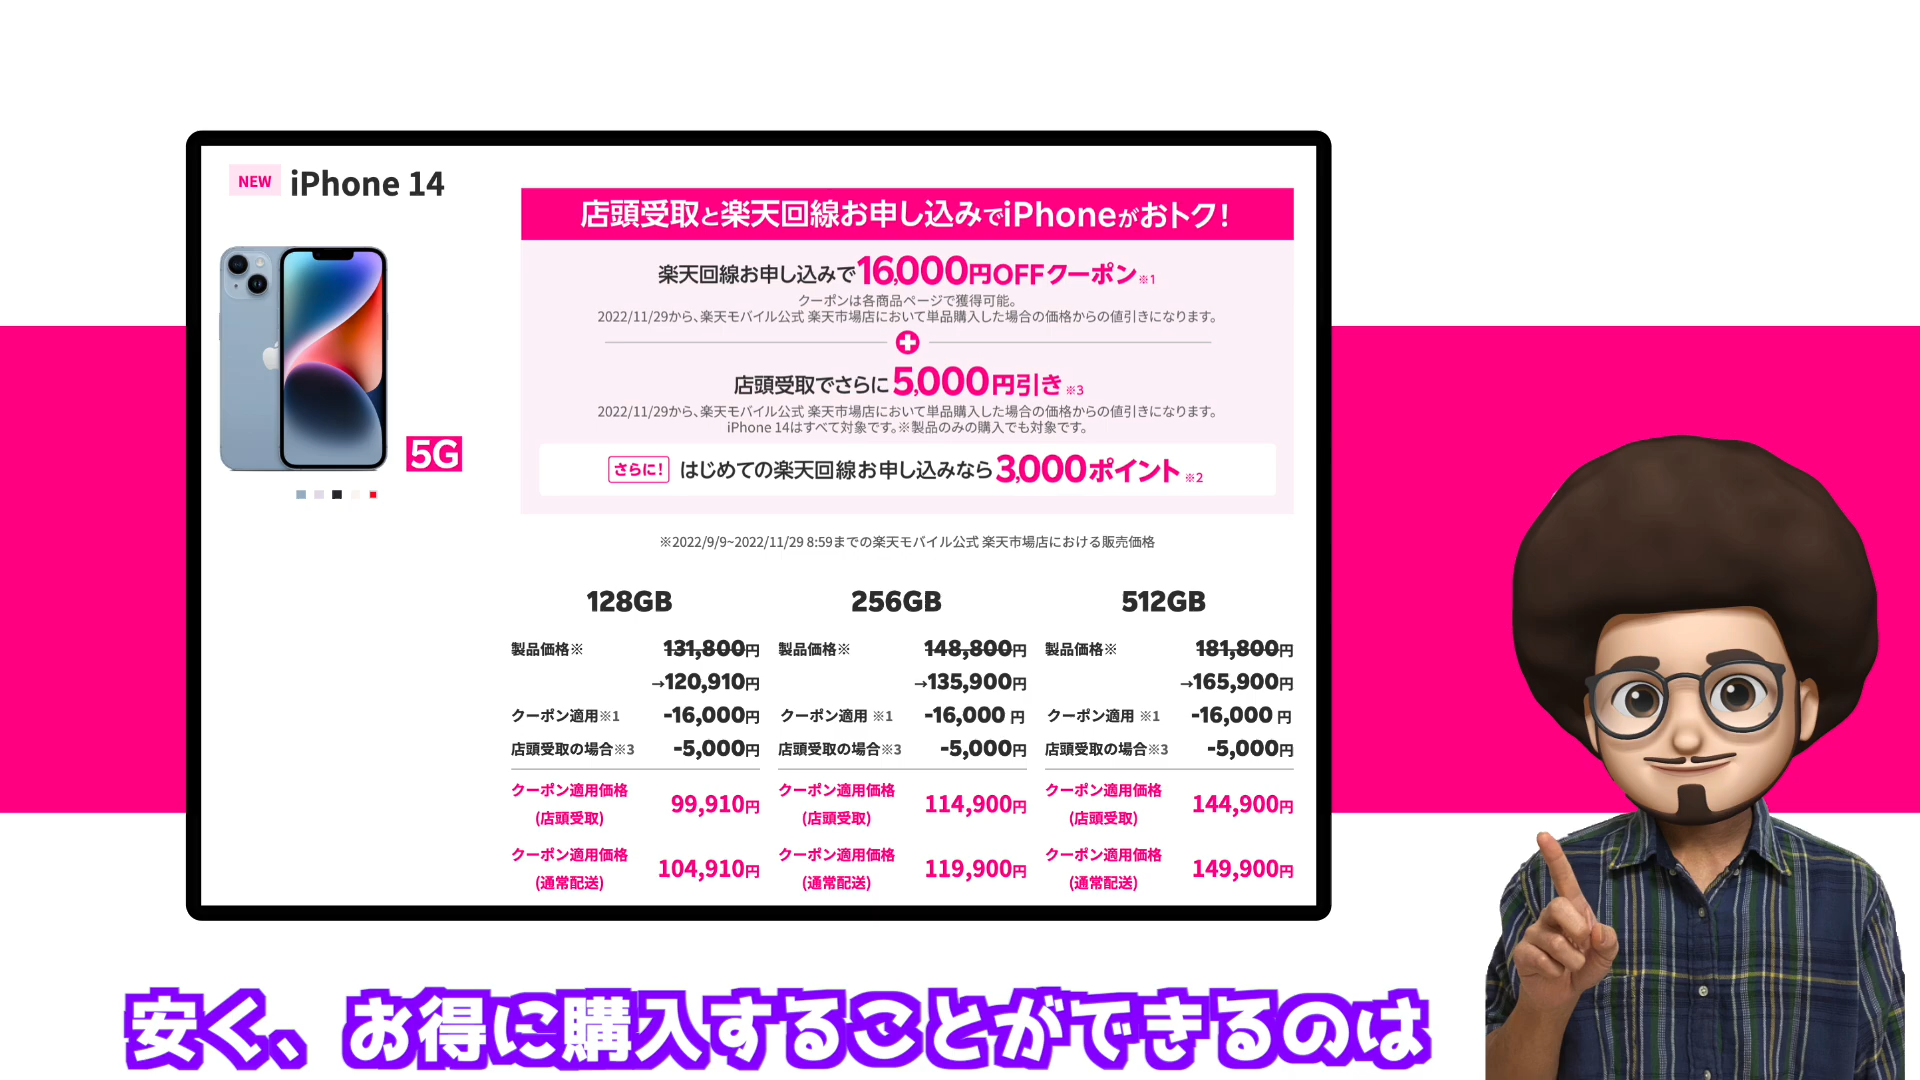 NEW iPhone 14
5G
店頭受取と楽天回線お申し込みでiPhoneがおトク!
楽天回線お申し込みで16,000円OFFクーポン※1
クーポンは各商品ページで獲得可能。
2022/11/29から、楽天モバイル公式 楽天市場店において単品購入した場合の価格からの値引きになります。
店頭受取でさらに5,000円引き※3
2022/11/29から、楽天モバイル公式 楽天市場店において単品購入した場合の価格からの値引きになります。
iPhone 14はすべて対象です。※製品のみの購入でも対象です。
さらに! はじめての楽天回線お申し込みなら3,000ポイント※2
※2022/9/9~2022/11/29 8:59までの楽天モバイル公式 楽天市場店における販売価格
128GB
製品価格※ 131,800円
→120,910円
クーポン適用※1 -16,000円
店頭受取の場合※3 -5,000円
クーポン適用価格
(店頭受取) 99,910円
クーポン適用価格
(通常配送) 104,910円
256GB
製品価格※ 148,800円
→135,900円
クーポン適用 ※1 -16,000 円
店頭受取の場合※3 -5,000円
クーポン適用価格
(店頭受取) 114,900円
クーポン適用価格
(通常配送) 119,900円
512GB
製品価格※ 181,800円
→165,900円
クーポン適用 ※1 -16,000 円
店頭受取の場合※3 -5,000円
クーポン適用価格
(店頭受取) 144,900円
クーポン適用価格
(通常配送) 149,900円
安く、お得に購入することができるのは